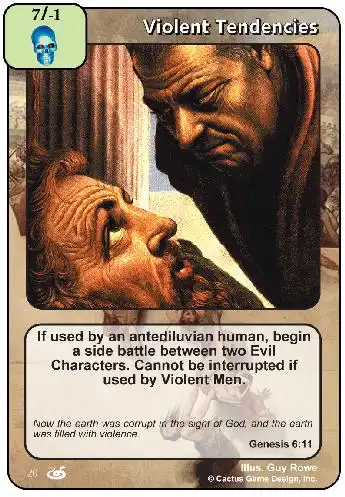 7/-1
Violent Tendencies
If used by an antediluvian human, begin
a side battle between two Evil
Characters. Cannot be interrupted if
used by Violent Men.
Now the earth was corrupt in the sight of God, and the earth
was filled with violence.
Genesis 6:11
20
Illus. Guy Rowe
© Cactus Game Design, Inc.